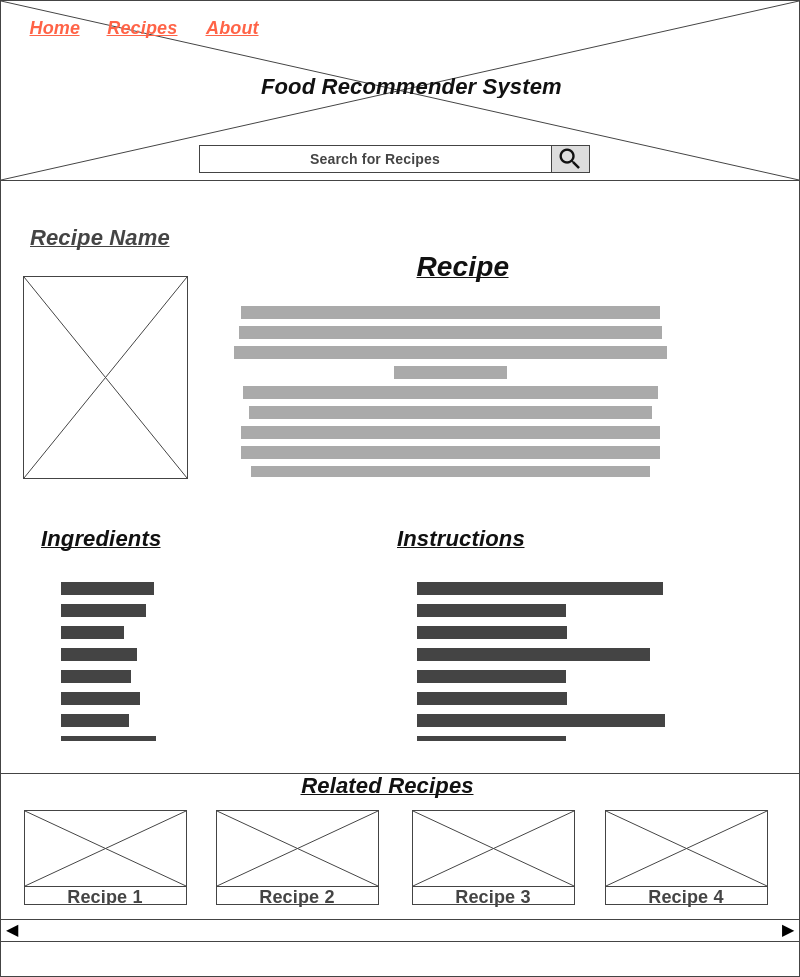 Home Recipes About
Food Recommender System
Search for Recipes
Recipe Name
Recipe
Ingredients
Instructions
Related Recipes
Recipe 1 Recipe 2 Recipe 3 Recipe 4